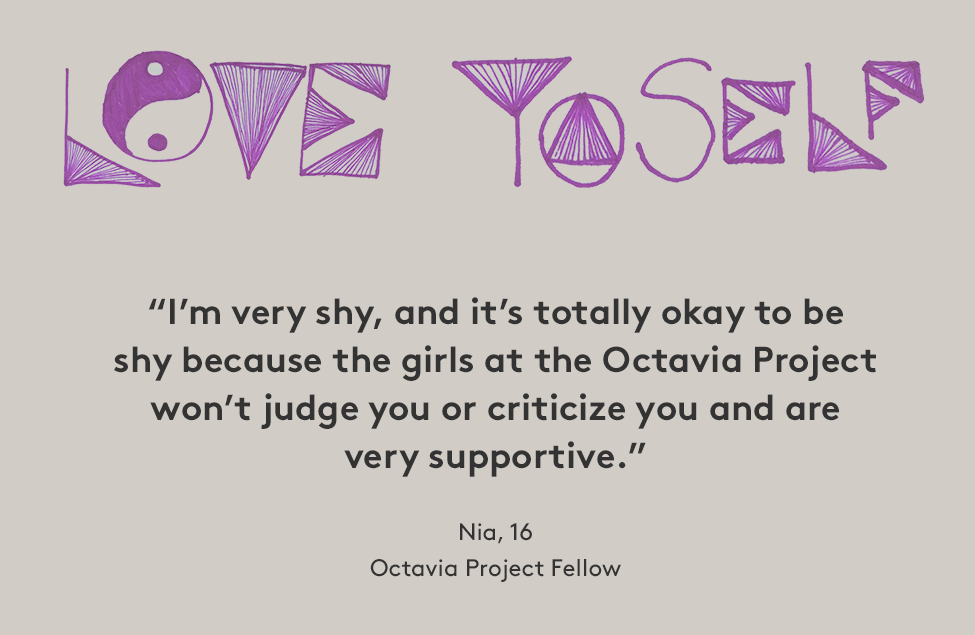 LOVE YOSELF
“I’m very shy, and it’s totally okay to be
shy because the girls at the Octavia Project
won’t judge you or criticize you and are
very supportive.”
Nia, 16
Octavia Project Fellow